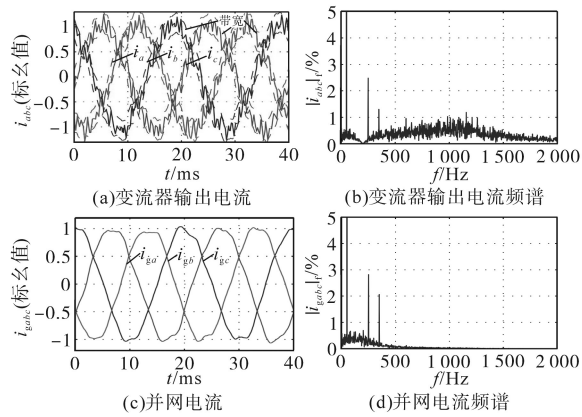 1
0.5
0
−0.5
−1
i_abc(标幺值)
带宽
i_a
i_b
i_c
0 10 20 30 40
t/ms
(a)变流器输出电流
5
4
3
2
1
0
|i_abc|_f/%
0 500 1 000 1 500 2 000
f/Hz
(b)变流器输出电流频谱
1
0.5
−0.5
−1
i_gabc(标幺值)
i_ga
i_gb
i_gc
0 10 20 30 40
t/ms
(c)并网电流
5
4
3
2
1
0
|i_gabc|_f/%
0 500 1 000 1 500 2 000
f/Hz
(d)并网电流频谱